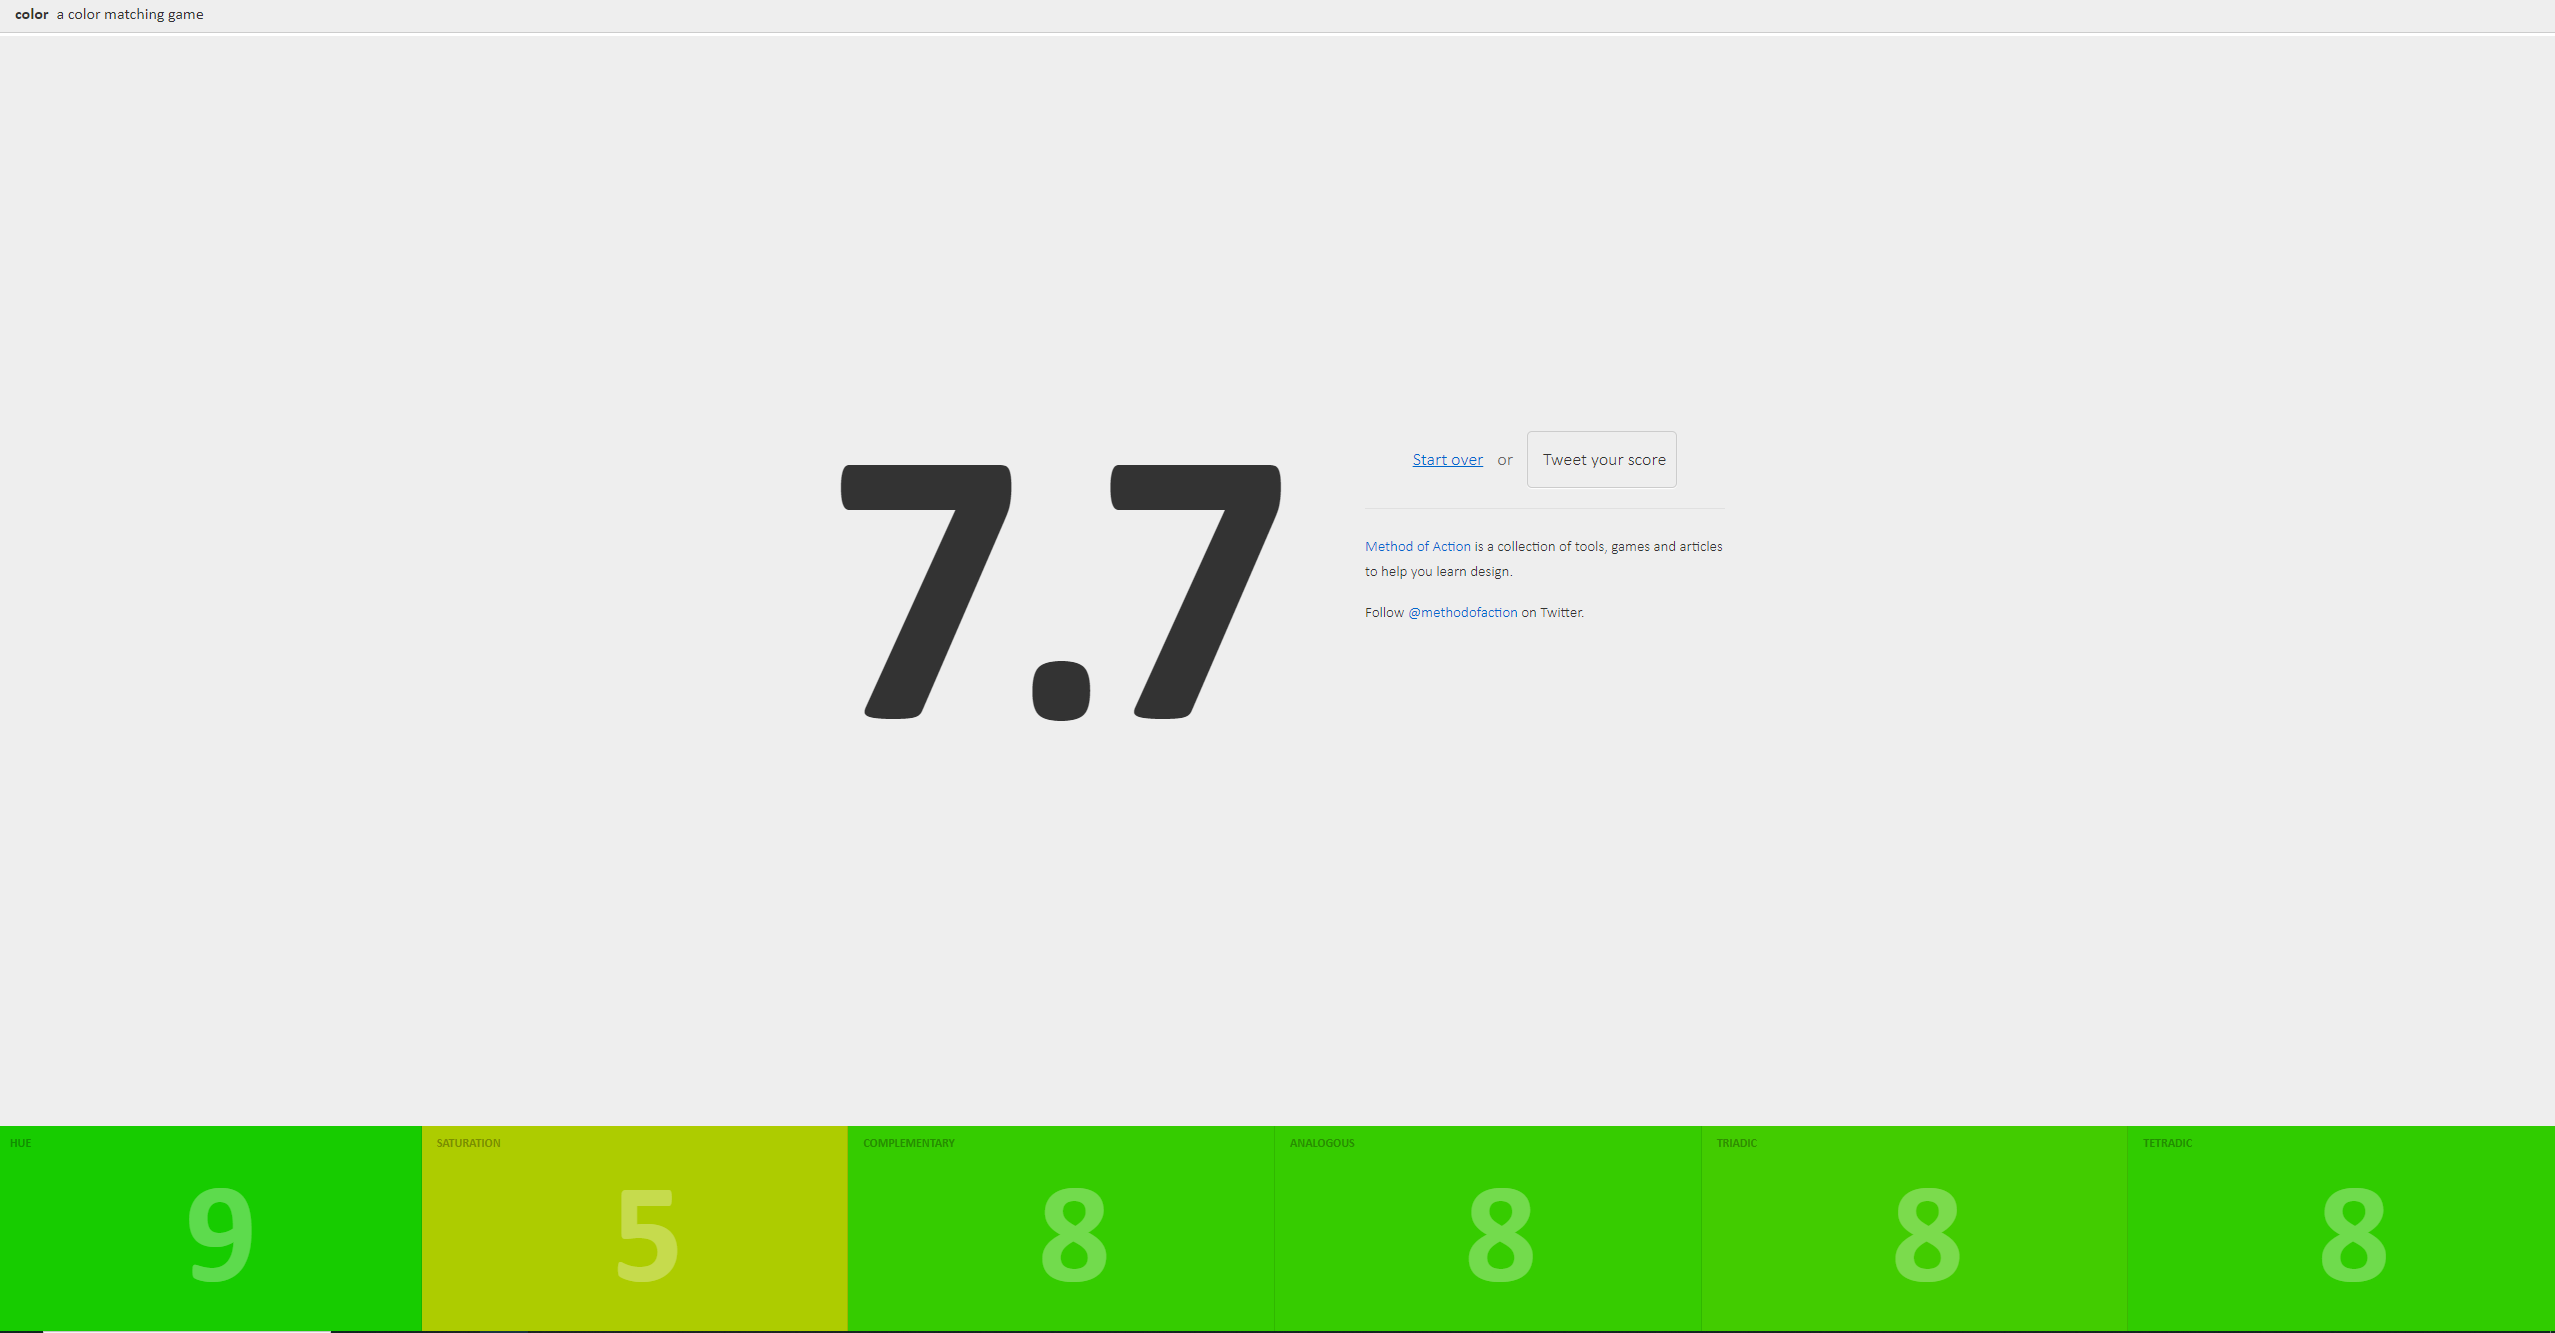 color a color matching game
7.7
Start over or Tweet your score
Method of Action is a collection of tools, games and articles
to help you learn design.
Follow @methodofaction on Twitter.
HUE
9
SATURATION
5
COMPLEMENTARY
8
ANALOGOUS
8
TRIADIC
8
TETRADIC
8